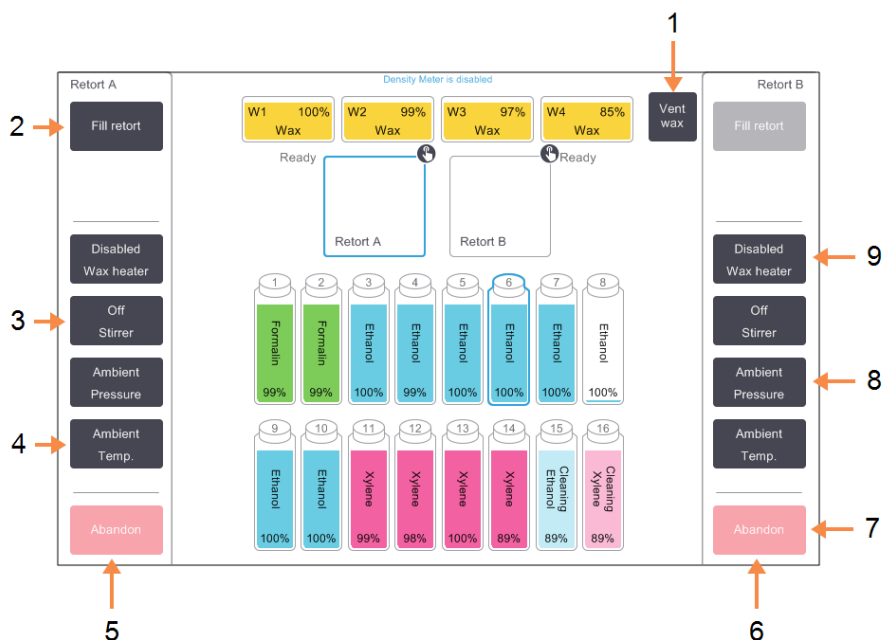 1
Retort A
Density Meter is disabled
Retort B
2
Fill retort
W1 100%
Wax
W2 99%
Wax
W3 97%
Wax
W4 85%
Wax
Vent
wax
Fill retort
Ready
Ready
Retort A
Retort B
Disabled
Wax heater
Disabled
Wax heater
9
3
Off
Stirrer
Off
Stirrer
Ambient
Pressure
Ambient
Pressure
8
4
Ambient
Temp.
Ambient
Temp.
1
Formalin
99%
2
Formalin
99%
3
Ethanol
100%
4
Ethanol
99%
5
Ethanol
100%
6
Ethanol
100%
7
Ethanol
100%
8
Ethanol
100%
9
Ethanol
100%
10
Ethanol
100%
11
Xylene
99%
12
Xylene
98%
13
Xylene
100%
14
Xylene
89%
15
Cleaning
Ethanol
89%
16
Cleaning
Xylene
89%
Abandon
Abandon
7
5
6